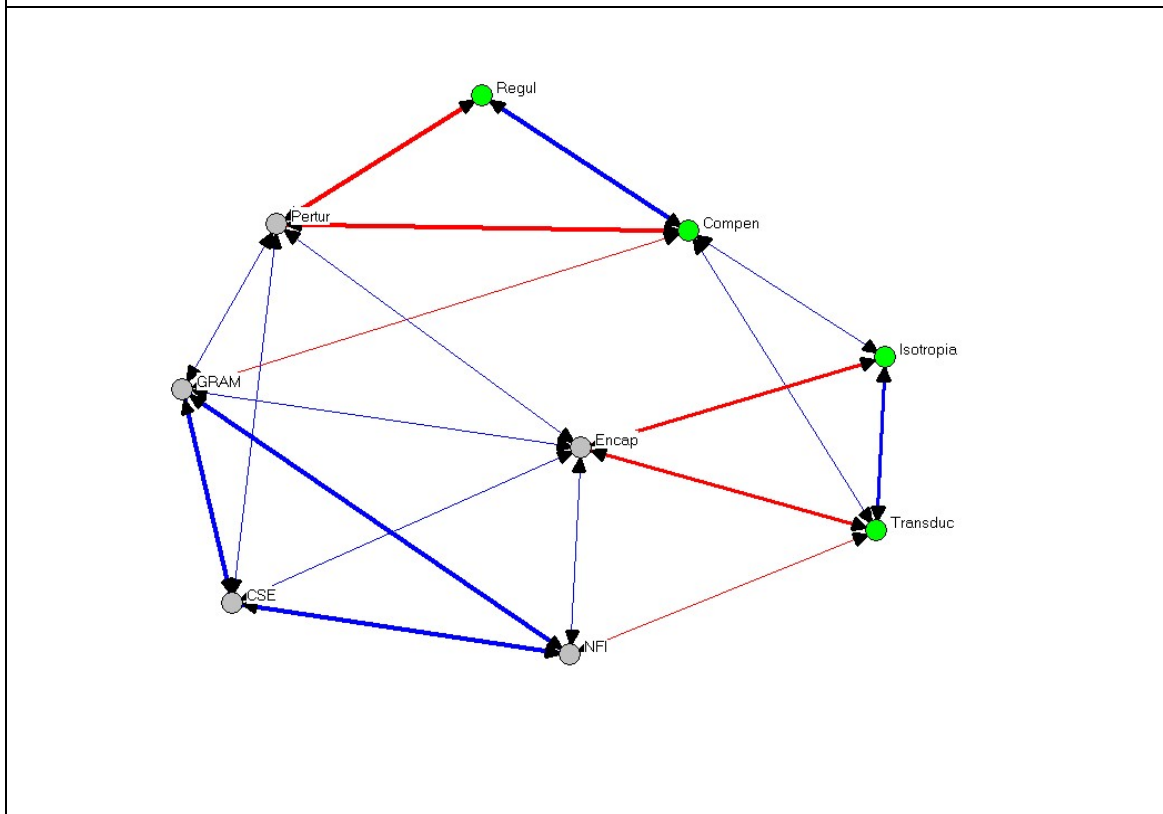 Regul
Pertur
Compen
Isotropia
GRAM
Encap
Transduc
CSE
NFI